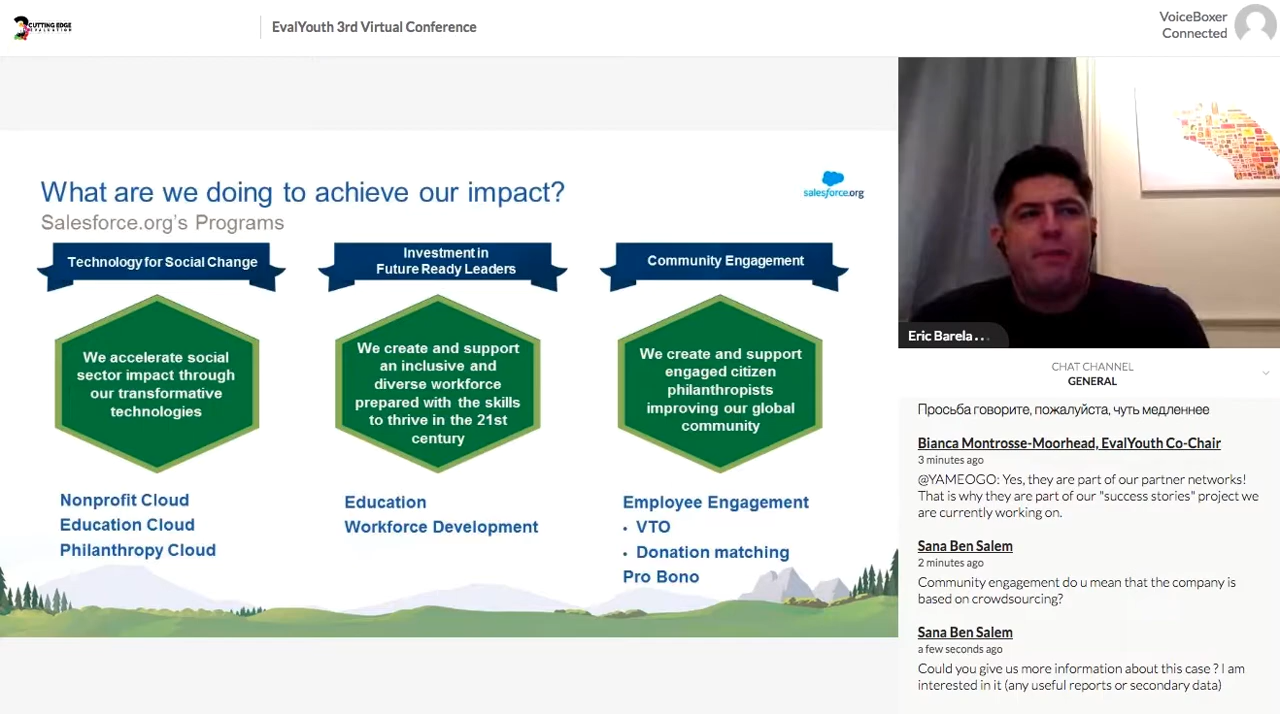 CUTTING EDGE
EvalYouth 3rd Virtual Conference
VoiceBoxer
Connected
What are we doing to achieve our impact?
salesforce.org
Salesforce.org's Programs
Technology for Social Change
We accelerate social
sector impact through
our transformative
technologies
Nonprofit Cloud
Education Cloud
Philanthropy Cloud
Investment in
Future Ready Leaders
We create and support
an inclusive and
diverse workforce
prepared with the skills
to thrive in the 21st
century
Education
Workforce Development
Community Engagement
We create and support
engaged citizen
philanthropists
improving our global
community
Employee Engagement
• VTO
• Donation matching
Pro Bono
Eric Barela . . .
CHAT CHANNEL
GENERAL
Просьба говорите, пожалуйста, чуть медленнее
Bianca Montrosse-Moorhead, EvalYouth Co-Chair
3 minutes ago
@YAMEOGO: Yes, they are part of our partner networks!
That is why they are part of our "success stories" project we
are currently working on.
Sana Ben Salem
2 minutes ago
Community engagement do u mean that the company is
based on crowdsourcing?
Sana Ben Salem
a few seconds ago
Could you give us more information about this case ? I am
interested in it (any useful reports or secondary data)